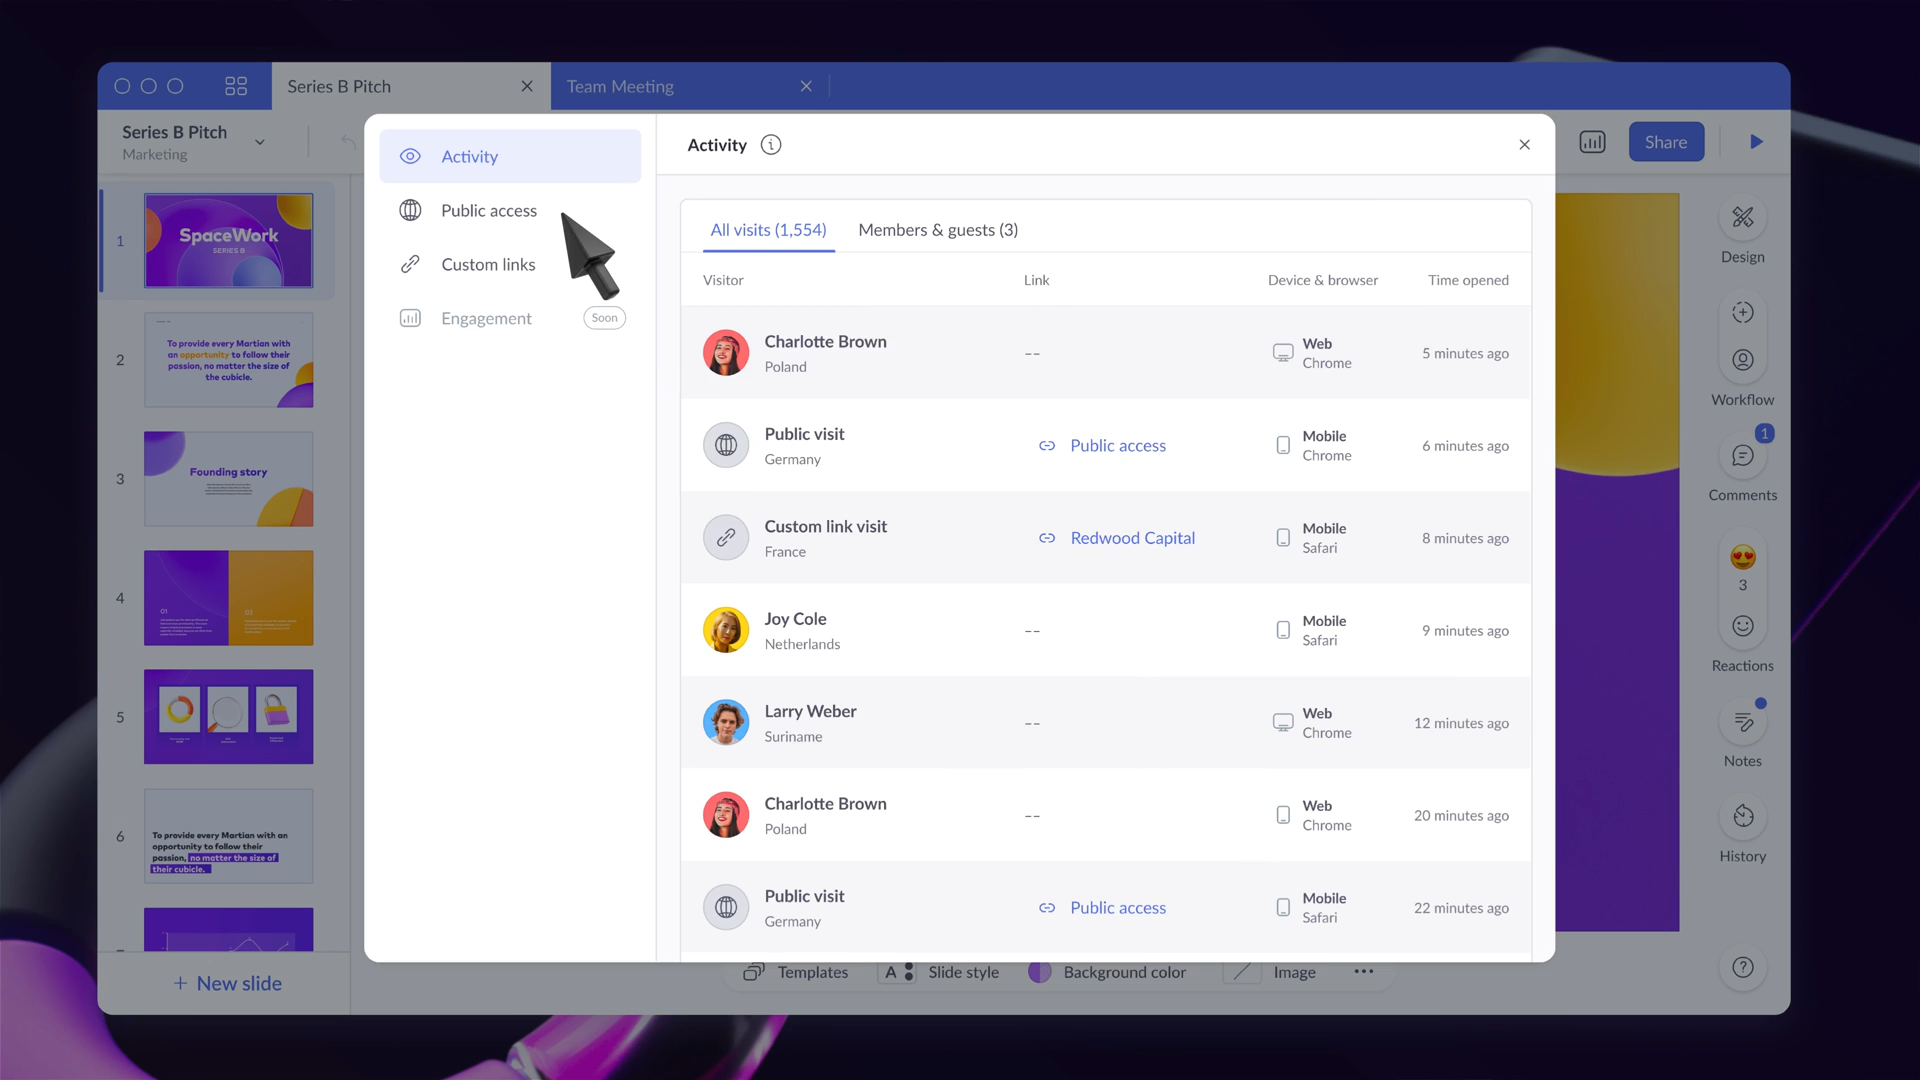 Series B Pitch
Team Meeting
Series B Pitch
Marketing
Share
1
SpaceWork
SERIES B
2
To provide every Martian with
an opportunity to follow their
passion, no matter the size of
the cubicle.
3
Founding story
4
01
02
5
6
To provide every Martian with an
opportunity to follow their
passion, no matter the size of
their cubicle.
+ New slide
Activity
Public access
Custom links
Engagement
Soon
Activity
All visits (1,554)
Members & guests (3)
Visitor
Link
Device & browser
Time opened
Charlotte Brown
Poland
--
Web
Chrome
5 minutes ago
Public visit
Germany
Public access
Mobile
Chrome
6 minutes ago
Custom link visit
France
Redwood Capital
Mobile
Safari
8 minutes ago
Joy Cole
Netherlands
--
Mobile
Safari
9 minutes ago
Larry Weber
Suriname
--
Web
Chrome
12 minutes ago
Charlotte Brown
Poland
--
Web
Chrome
20 minutes ago
Public visit
Germany
Public access
Mobile
Safari
22 minutes ago
Templates
A
Slide style
Background color
Image
Design
Workflow
1
Comments
3
Reactions
Notes
History
?